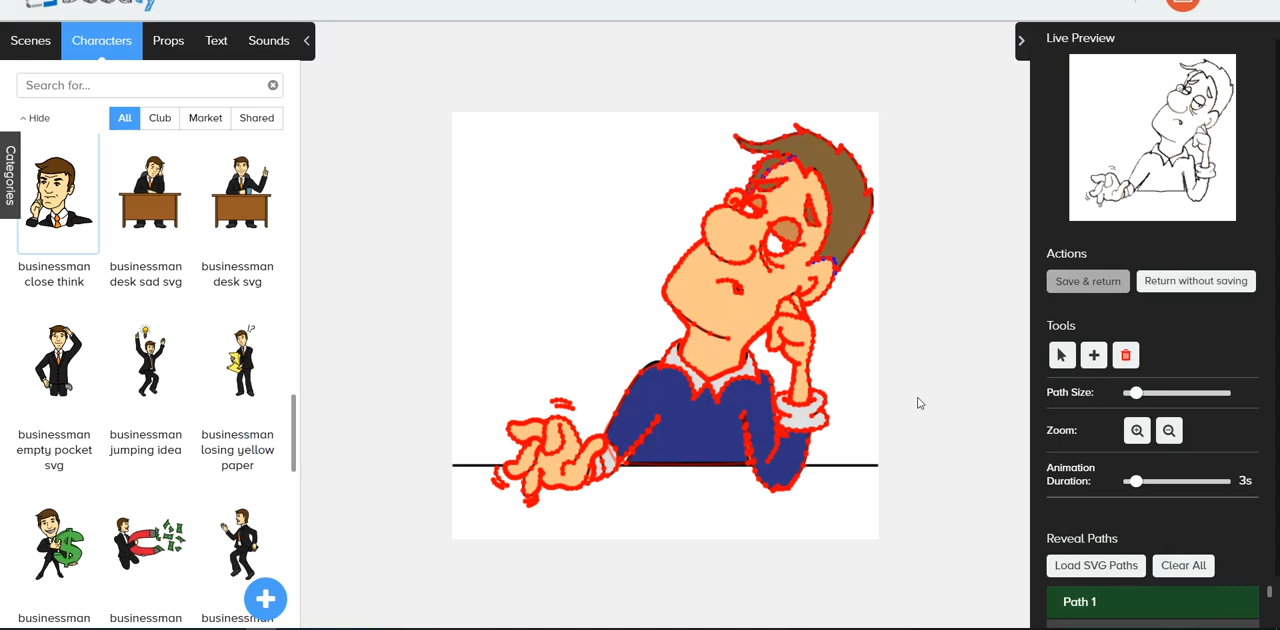 Scenes Characters Props Text Sounds
Search for...
Hide
All Club Market Shared
Categories
businessman close think
businessman desk sad svg
businessman desk svg
!?
businessman empty pocket svg
businessman jumping idea
businessman losing yellow paper
$
businessman
businessman
Live Preview
Actions
Save & return
Return without saving
Tools
Path Size:
Zoom:
Animation
Duration:
3s
Reveal Paths
Load SVG Paths
Clear All
Path 1